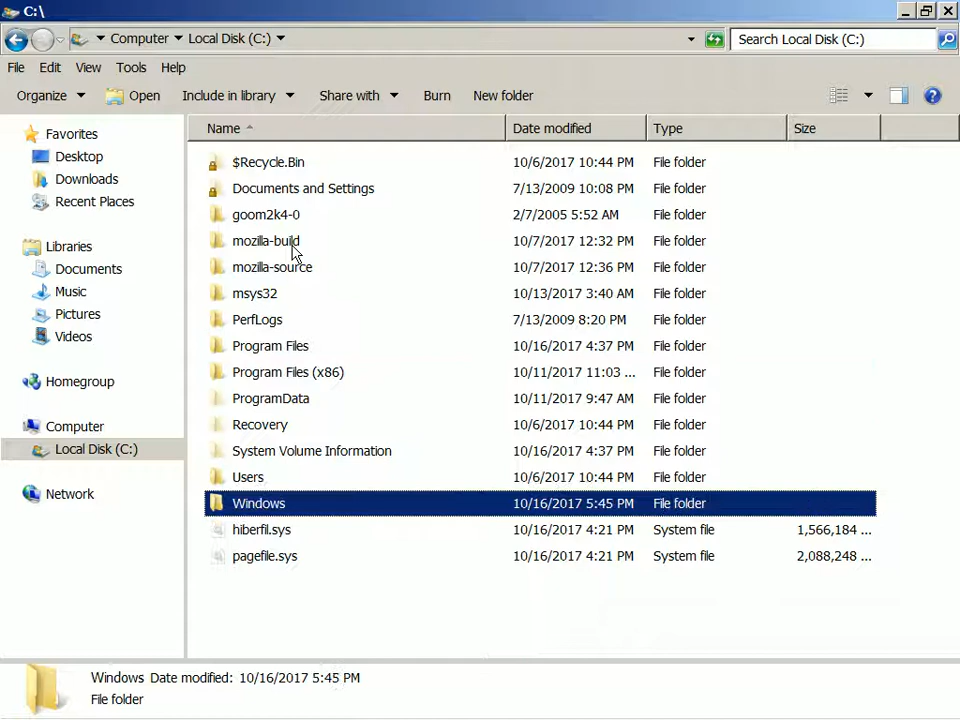 C:\
Computer Local Disk (C:) Search Local Disk (C:)
File Edit View Tools Help
Organize Open Include in library Share with Burn New folder
Favorites
Desktop
Downloads
Recent Places
Libraries
Documents
Music
Pictures
Videos
Homegroup
Computer
Local Disk (C:)
Network
Name Date modified Type Size
$Recycle.Bin 10/6/2017 10:44 PM File folder
Documents and Settings 7/13/2009 10:08 PM File folder
goom2k4-0 2/7/2005 5:52 AM File folder
mozilla-build 10/7/2017 12:32 PM File folder
mozilla-source 10/7/2017 12:36 PM File folder
msys32 10/13/2017 3:40 AM File folder
PerfLogs 7/13/2009 8:20 PM File folder
Program Files 10/16/2017 4:37 PM File folder
Program Files (x86) 10/11/2017 11:03 ... File folder
ProgramData 10/11/2017 9:47 AM File folder
Recovery 10/6/2017 10:44 PM File folder
System Volume Information 10/16/2017 4:37 PM File folder
Users 10/6/2017 10:44 PM File folder
Windows 10/16/2017 5:45 PM File folder
hiberfil.sys 10/16/2017 4:21 PM System file 1,566,184 ...
pagefile.sys 10/16/2017 4:21 PM System file 2,088,248 ...
Windows Date modified: 10/16/2017 5:45 PM
File folder